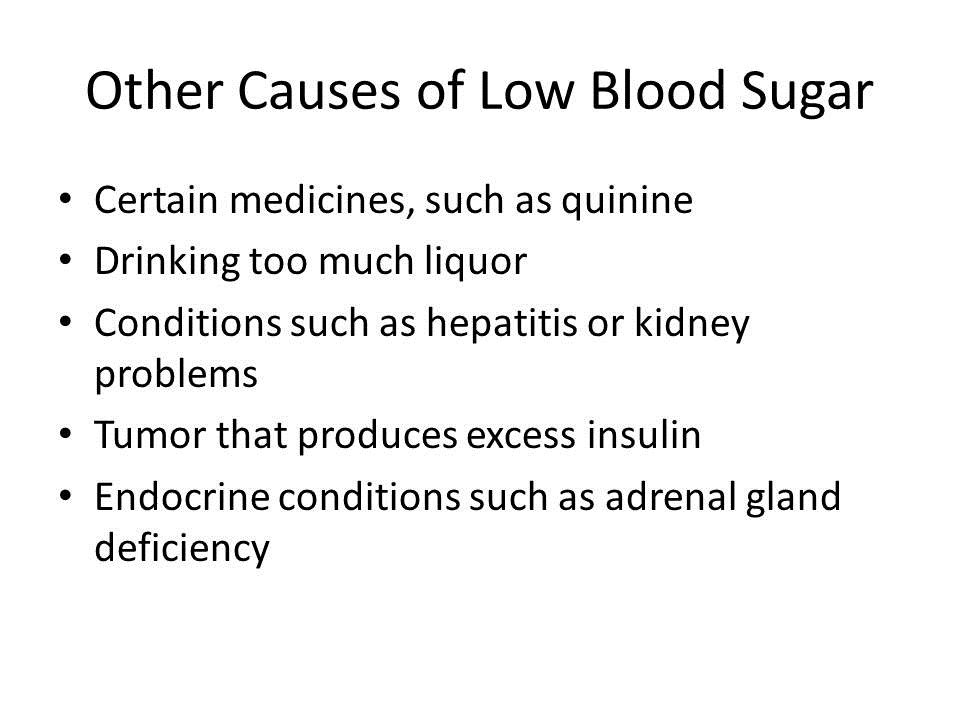 Other Causes of Low Blood Sugar
• Certain medicines, such as quinine
• Drinking too much liquor
• Conditions such as hepatitis or kidney
problems
• Tumor that produces excess insulin
• Endocrine conditions such as adrenal gland
deficiency